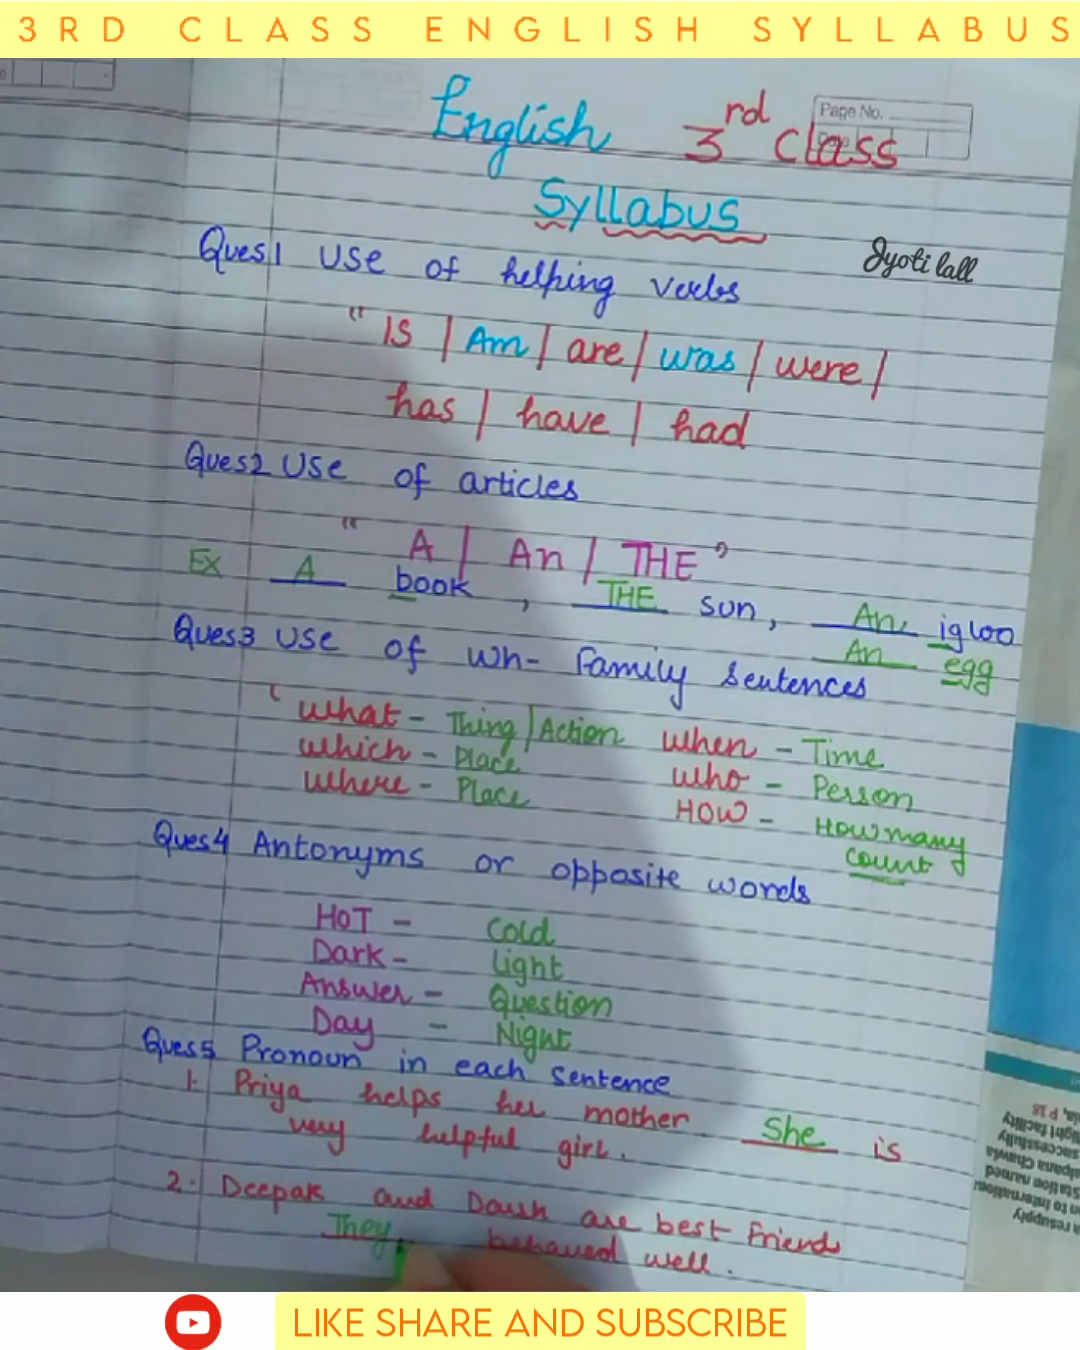 3RD CLASS ENGLISH SYLLABUS
Page No.
English 3rd class
Syllabus
Jyoti lall
Ques1 Use of helping verbs
"IS | Am | are | was | were |
has | have | had
Ques2 Use of articles
"A | An | THE"
Ex A book, THE sun, An igloo
An egg
Ques3 Use of Wh- Family Sentences
'What - Thing | Action When - Time
Which - Place Who - Person
Where - Place How - How many
count
Ques4 Antonyms or opposite words
HOT - Cold
Dark - Light
Answer - Question
Day - Night
Ques5 Pronoun in each sentence
1. Priya helps her mother. She is
very helpful girl.
2. Deepak and Daush are best Friends
They behaved well.
LIKE SHARE AND SUBSCRIBE